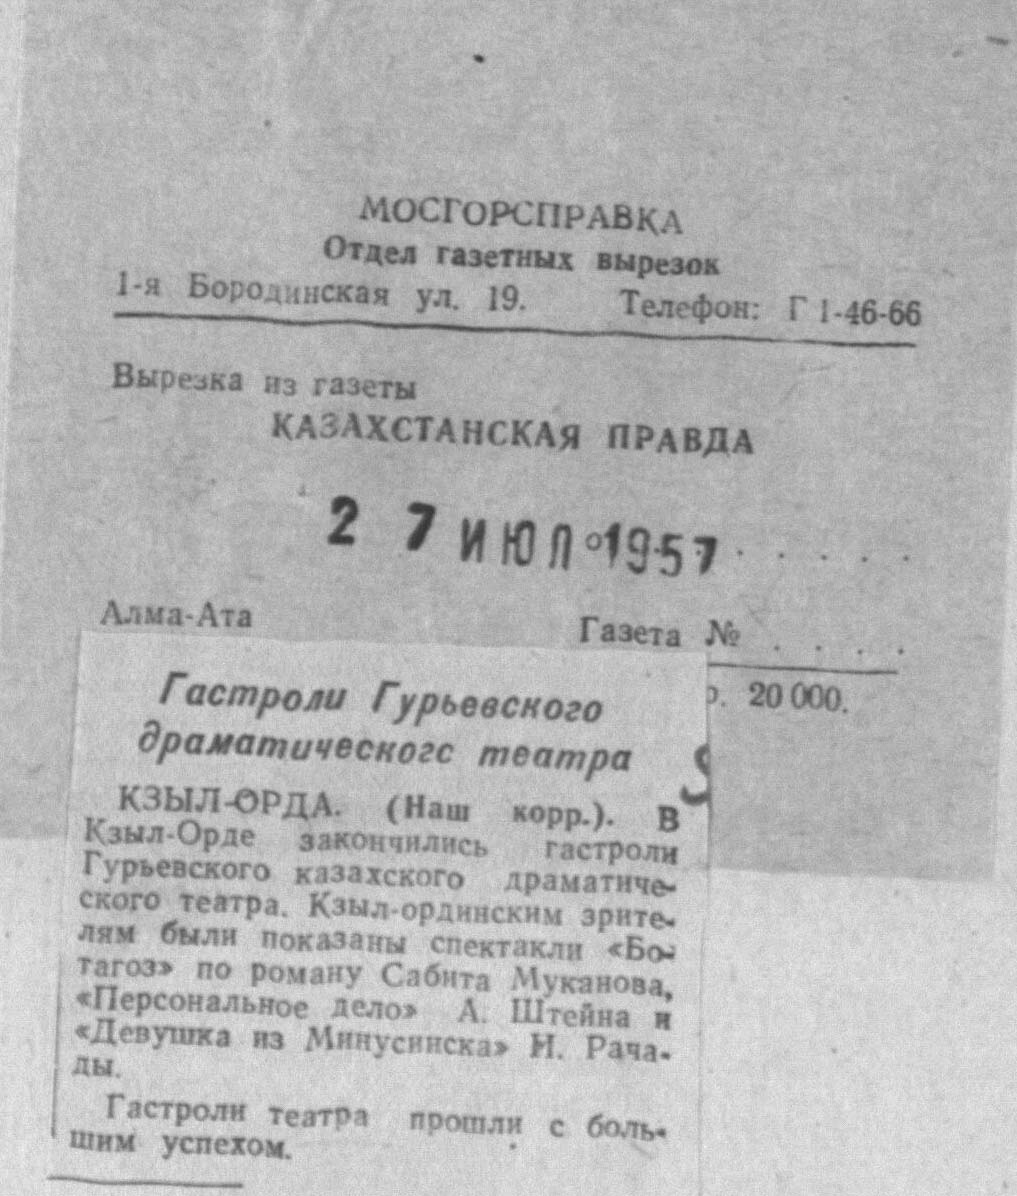 МОСГОРСПРАВКА
Отдел газетных вырезок
1-я Бородинская ул. 19. Телефон: Г 1-46-66
Вырезка из газеты
КАЗАХСТАНСКАЯ ПРАВДА
2 7 ИЮЛ 1957 . . . . .
Алма-Ата Газета № . . . .
р. 20 000.
Гастроли Гурьевского
драматическогс театра
КЗЫЛ-ОРДА. (Наш корр.). В
Кзыл-Орде закончились гастроли
Гурьевского казахского драматиче-
ского театра. Кзыл-ординским зрите-
лям были показаны спектакли «Бо-
тагоз» по роману Сабита Муканова,
«Персональное дело» А. Штейна и
«Девушка из Минусинска» И. Рача-
ды.
Гастроли театра прошли с боль-
шим успехом.